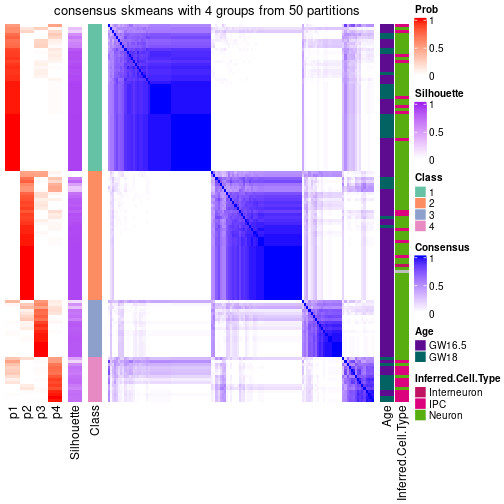 consensus skmeans with 4 groups from 50 partitions
Prob
1
0.5
0
Silhouette
1
0.5
0
Class
1
2
3
4
Consensus
1
0.5
0
Age
GW16.5
GW18
Inferred.Cell.Type
Interneuron
IPC
Neuron
p1
p2
p3
p4
Silhouette
Class
Age
Inferred.Cell.Type